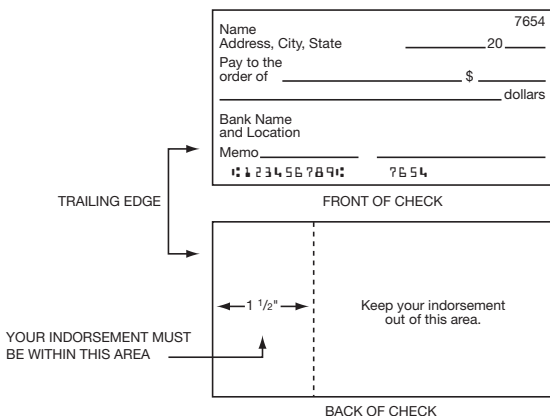 7654
Name
Address, City, State 20
Pay to the
order of $
dollars
Bank Name
and Location
Memo
⑆123456789⑆ 7654
TRAILING EDGE
FRONT OF CHECK
1 1/2"
Keep your indorsement
out of this area.
YOUR INDORSEMENT MUST
BE WITHIN THIS AREA
BACK OF CHECK